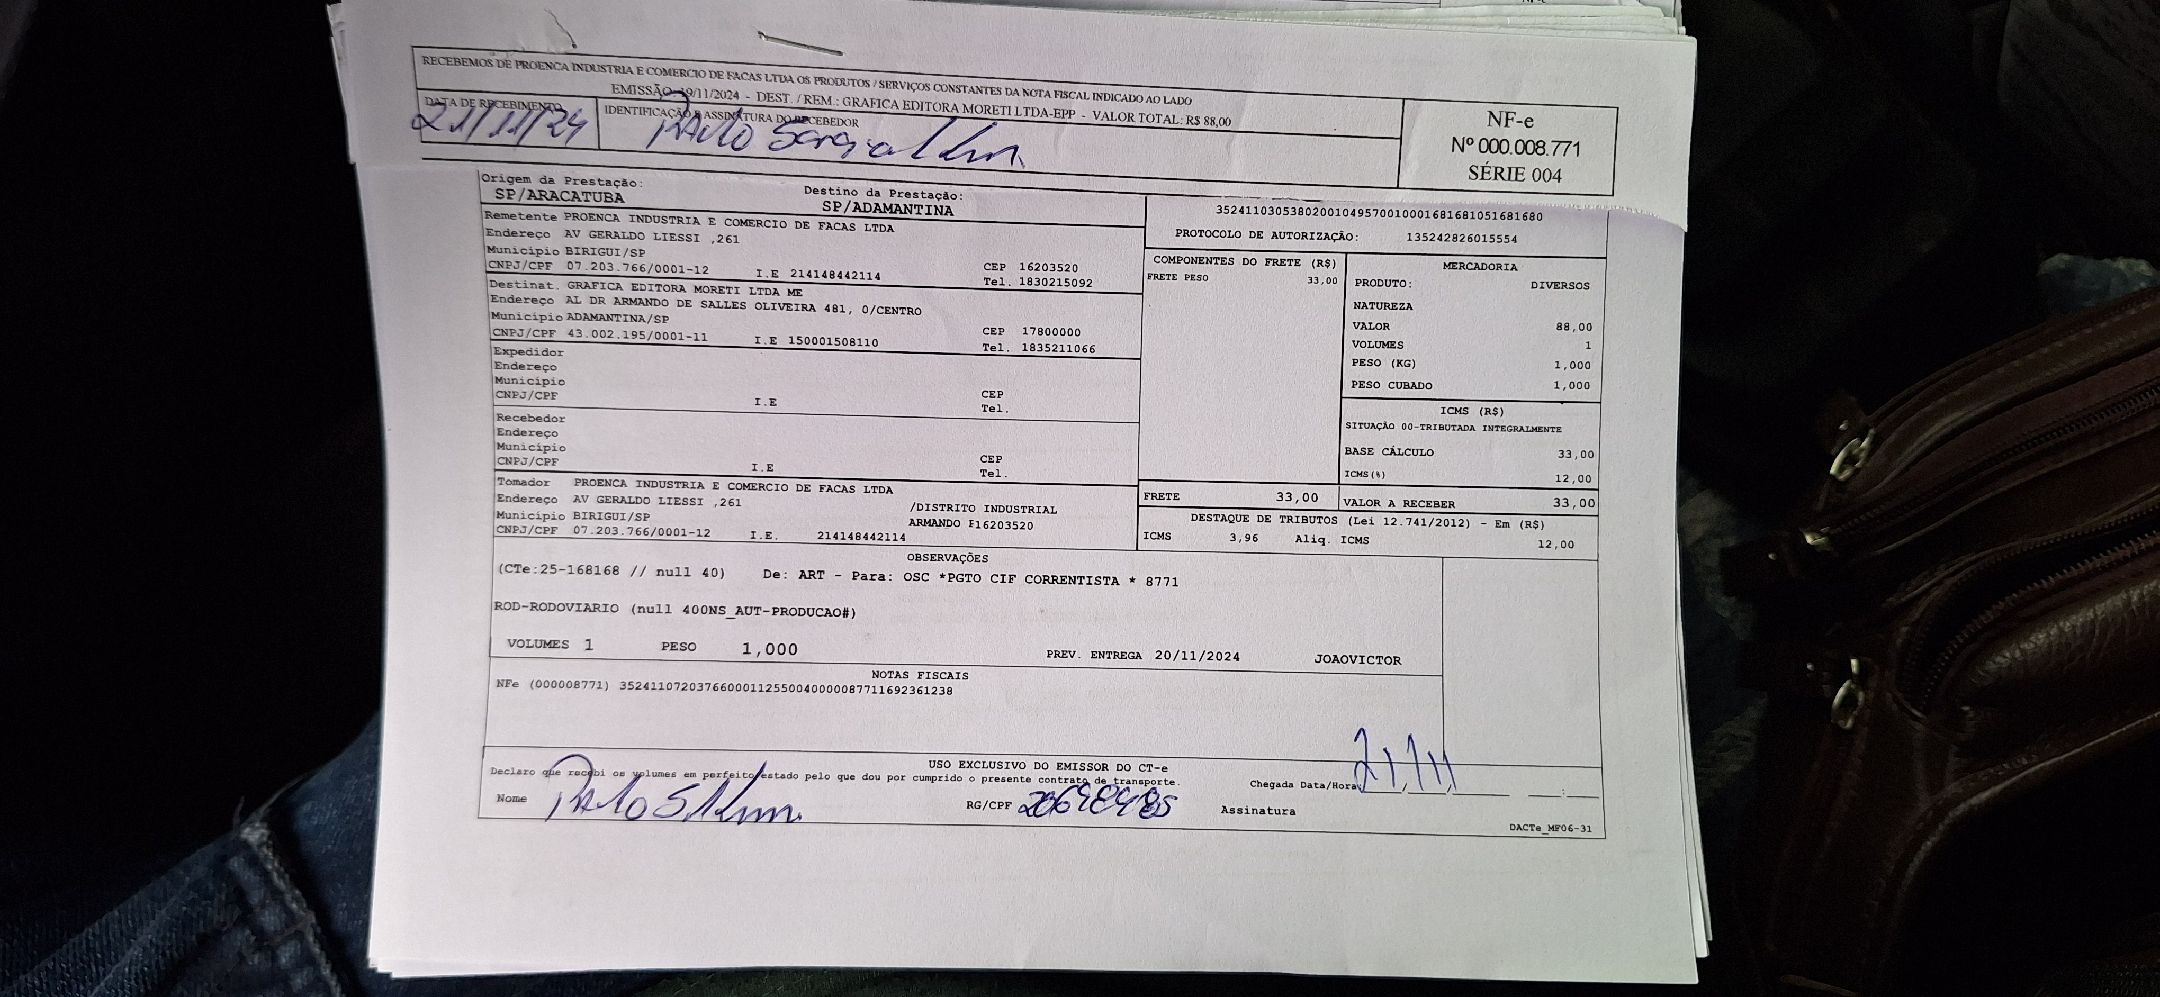 RECEBEMOS DE PROENCA INDUSTRIA E COMERCIO DE FACAS LTDA OS PRODUTOS / SERVIÇOS CONSTANTES DA NOTA FISCAL INDICADO AO LADO
EMISSÃO: 19/11/2024 - DEST. / REM.: GRAFICA EDITORA MORETI LTDA-EPP - VALOR TOTAL: R$ 88,00
DATA DE RECEBIMENTO
21/11/24
IDENTIFICAÇÃO E ASSINATURA DO RECEBEDOR
Paulo Sergio
NF-e
Nº 000.008.771
SÉRIE 004
Origem da Prestação:
SP/ARACATUBA
Destino da Prestação:
SP/ADAMANTINA
Remetente PROENCA INDUSTRIA E COMERCIO DE FACAS LTDA
Endereço AV GERALDO LIESSI ,261
Município BIRIGUI/SP
CEP 16203520
CNPJ/CPF 07.203.766/0001-12 I.E 214148442114 Tel. 1830215092
Destinat. GRAFICA EDITORA MORETI LTDA ME
Endereço AL DR ARMANDO DE SALLES OLIVEIRA 481, 0/CENTRO
Município ADAMANTINA/SP
CEP 17800000
CNPJ/CPF 43.002.195/0001-11 I.E 150001508110 Tel. 1835211066
Expedidor
Endereço
Município
CEP
CNPJ/CPF I.E Tel.
Recebedor
Endereço
Município
CEP
CNPJ/CPF I.E Tel.
Tomador PROENCA INDUSTRIA E COMERCIO DE FACAS LTDA
Endereço AV GERALDO LIESSI ,261 /DISTRITO INDUSTRIAL
Município BIRIGUI/SP ARMANDO F16203520
CNPJ/CPF 07.203.766/0001-12 I.E. 214148442114
35241103053802001049570010001681681051681680
PROTOCOLO DE AUTORIZAÇÃO: 135242826015554
COMPONENTES DO FRETE (R$)
FRETE PESO 33,00
MERCADORIA
PRODUTO: DIVERSOS
NATUREZA
VALOR 88,00
VOLUMES 1
PESO (KG) 1,000
PESO CUBADO 1,000
ICMS (R$)
SITUAÇÃO 00-TRIBUTADA INTEGRALMENTE
BASE CÁLCULO 33,00
ICMS(%) 12,00
FRETE 33,00 VALOR A RECEBER 33,00
DESTAQUE DE TRIBUTOS (Lei 12.741/2012) - Em (R$)
ICMS 3,96 Aliq. ICMS 12,00
OBSERVAÇÕES
(CTe:25-168168 // null 40) De: ART - Para: OSC *PGTO CIF CORRENTISTA * 8771
ROD-RODOVIARIO (null 400NS_AUT-PRODUCAO#)
VOLUMES 1 PESO 1,000 PREV. ENTREGA 20/11/2024 JOAOVICTOR
NOTAS FISCAIS
NFe (000008771) 35241107203766000112550040000087711692361238
USO EXCLUSIVO DO EMISSOR DO CT-e
Declaro que recebi os volumes em perfeito estado pelo que dou por cumprido o presente contrato de transporte.
Chegada Data/Hora 21/11
Nome Paulo S
RG/CPF
Assinatura
DACTe_MF06-31